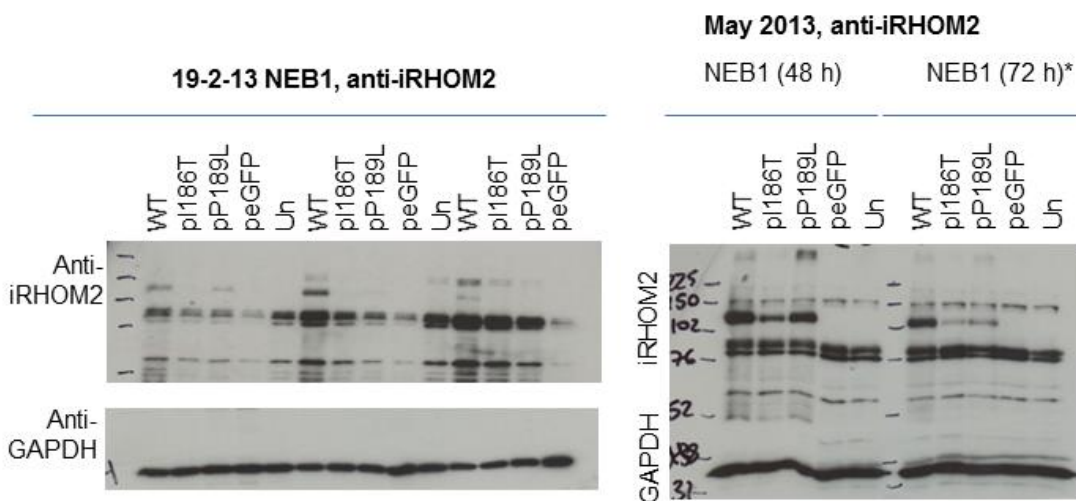 May 2013, anti-iRHOM2
19-2-13 NEB1, anti-iRHOM2
NEB1 (48 h)
NEB1 (72 h)*
WT
pI186T
pP189L
peGFP
Un
WT
pI186T
pP189L
peGFP
Un
WT
pI186T
pP189L
peGFP
Anti-
iRHOM2
Anti-
GAPDH
WT
pI186T
pP189L
peGFP
Un
WT
pI186T
pP189L
peGFP
Un
iRHOM2
GAPDH
225
150
102
76
52
38
31